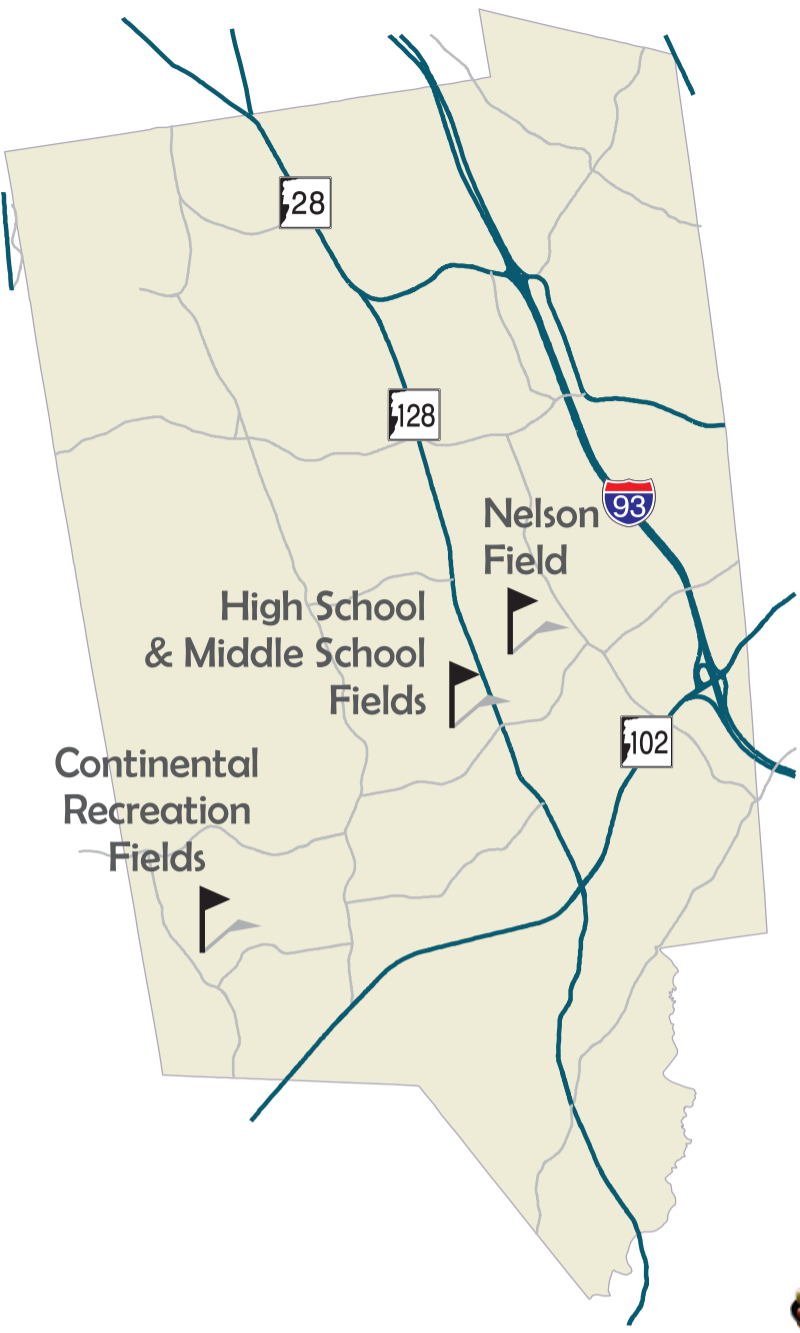 28
128
93
Nelson
Field
High School
& Middle School
Fields
102
Continental
Recreation
Fields